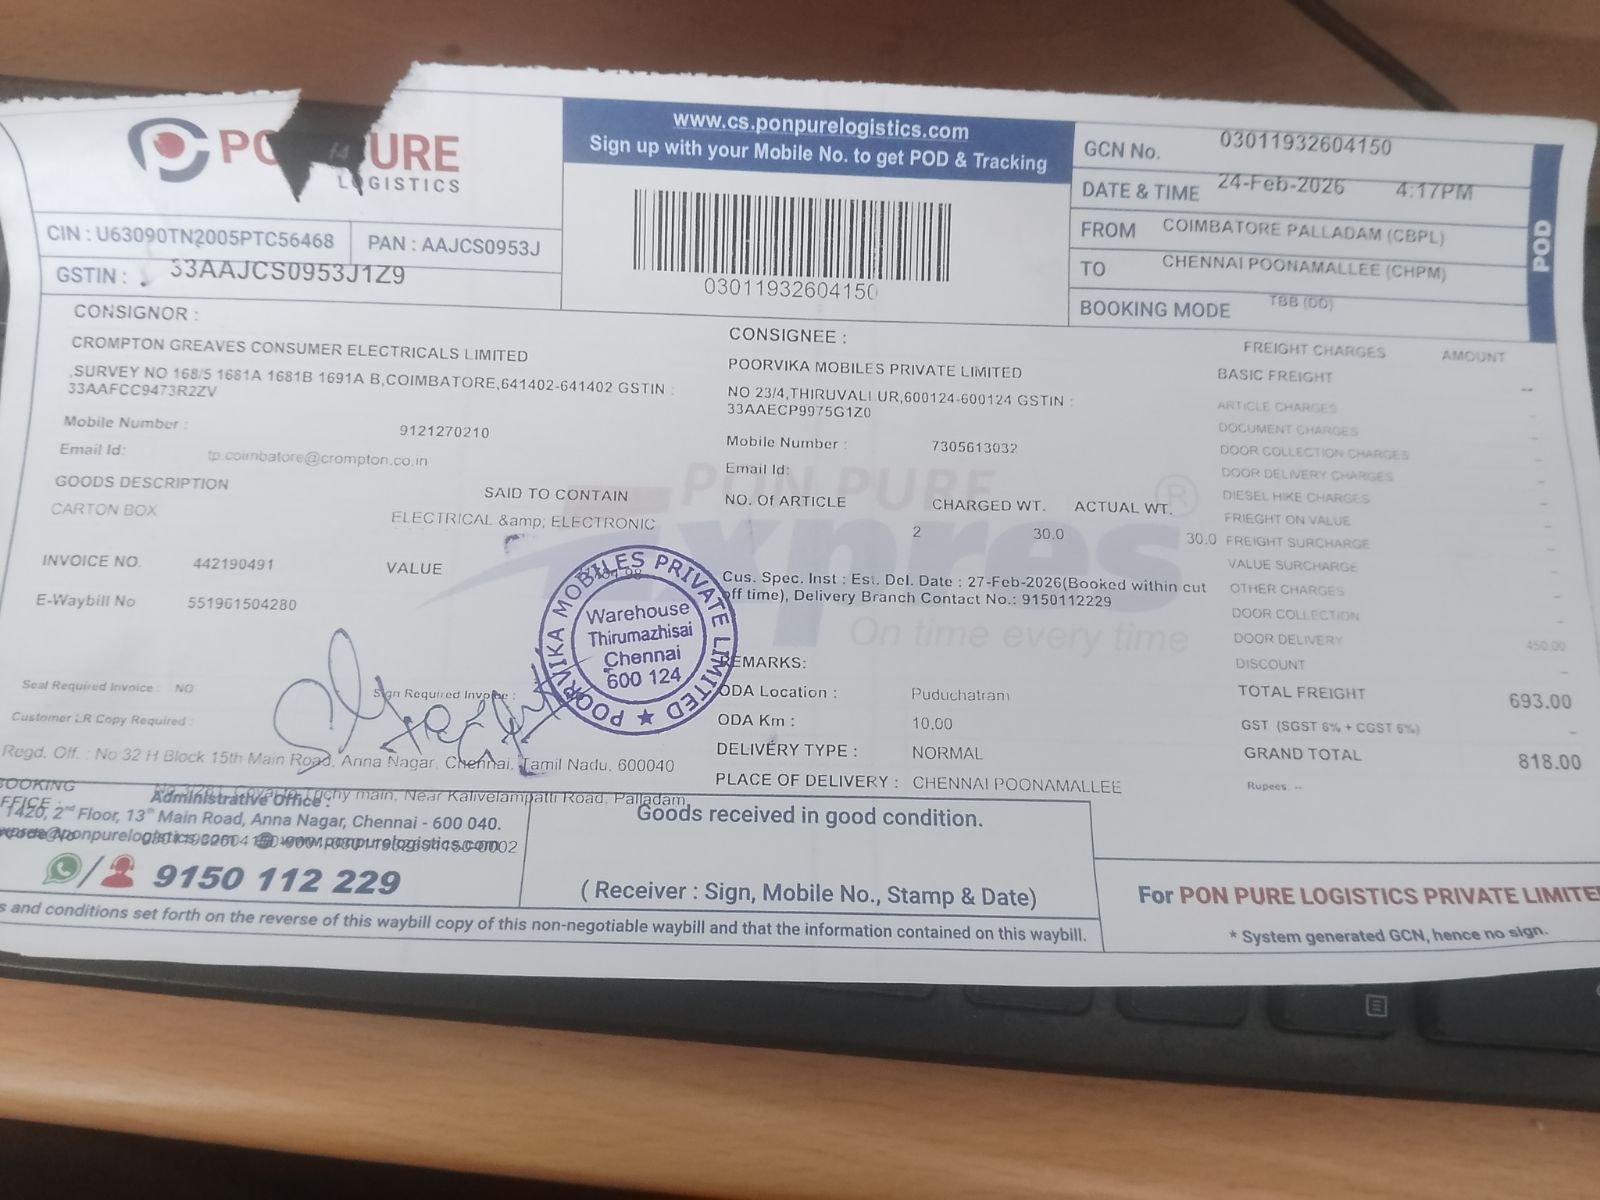 PON PURE
LOGISTICS
www.cs.ponpurelogistics.com
Sign up with your Mobile No. to get POD & Tracking
03011932604150
GCN No. 03011932604150
DATE & TIME 24-Feb-2026 4:17PM
FROM COIMBATORE PALLADAM (CBPL)
TO CHENNAI POONAMALLEE (CHPM)
BOOKING MODE TBB (DD)
POD
CIN : U63090TN2005PTC56468 PAN : AAJCS0953J
GSTIN : 33AAJCS0953J1Z9
CONSIGNOR :
CROMPTON GREAVES CONSUMER ELECTRICALS LIMITED
,SURVEY NO 168/5 1681A 1681B 1691A B,COIMBATORE,641402-641402 GSTIN :
33AAFCC9473R2ZV
Mobile Number : 9121270210
Email Id: tp.coimbatore@crompton.co.in
GOODS DESCRIPTION SAID TO CONTAIN
CARTON BOX ELECTRICAL &amp; ELECTRONIC
INVOICE NO. 442190491 VALUE
E-Waybill No 551961504280
Seal Required Invoice : NO Sign Required Invoice :
Customer LR Copy Required :
CONSIGNEE :
POORVIKA MOBILES PRIVATE LIMITED
NO 23/4,THIRUVALLUR,600124-600124 GSTIN :
33AAECP9975G1Z0
Mobile Number : 7305613032
Email Id:
NO. Of ARTICLE CHARGED WT. ACTUAL WT.
2 30.0 30.0
Cus. Spec. Inst : Est. Del. Date : 27-Feb-2026(Booked within cut
off time), Delivery Branch Contact No.: 9150112229
REMARKS:
ODA Location : Puduchatram
ODA Km : 10.00
DELIVERY TYPE : NORMAL
PLACE OF DELIVERY : CHENNAI POONAMALLEE
PON PURE
Expres ®
On time every time
POORVIKA MOBILES PRIVATE LIMITED ★
Warehouse
Thirumazhisai
Chennai
600 124
FREIGHT CHARGES AMOUNT
BASIC FREIGHT --
ARTICLE CHARGES -
DOCUMENT CHARGES -
DOOR COLLECTION CHARGES -
DOOR DELIVERY CHARGES -
DIESEL HIKE CHARGES -
FRIEGHT ON VALUE -
FREIGHT SURCHARGE -
VALUE SURCHARGE -
OTHER CHARGES -
DOOR COLLECTION -
DOOR DELIVERY 450.00
DISCOUNT -
TOTAL FREIGHT 693.00
GST (SGST 6% + CGST 6%) -
GRAND TOTAL 818.00
Rupees: --
Regd. Off. : No:32 H Block 15th Main Road, Anna Nagar, Chennai, Tamil Nadu, 600040
BOOKING
Trichy main, Near Kalivelampatti Road, Palladam
Administrative Office :
1420, 2nd Floor, 13th Main Road, Anna Nagar, Chennai - 600 040.
www.ponpurelogistics.com
9150 112 229
Goods received in good condition.
( Receiver : Sign, Mobile No., Stamp & Date)
s and conditions set forth on the reverse of this waybill copy of this non-negotiable waybill and that the information contained on this waybill.
For PON PURE LOGISTICS PRIVATE LIMITE
* System generated GCN, hence no sign.